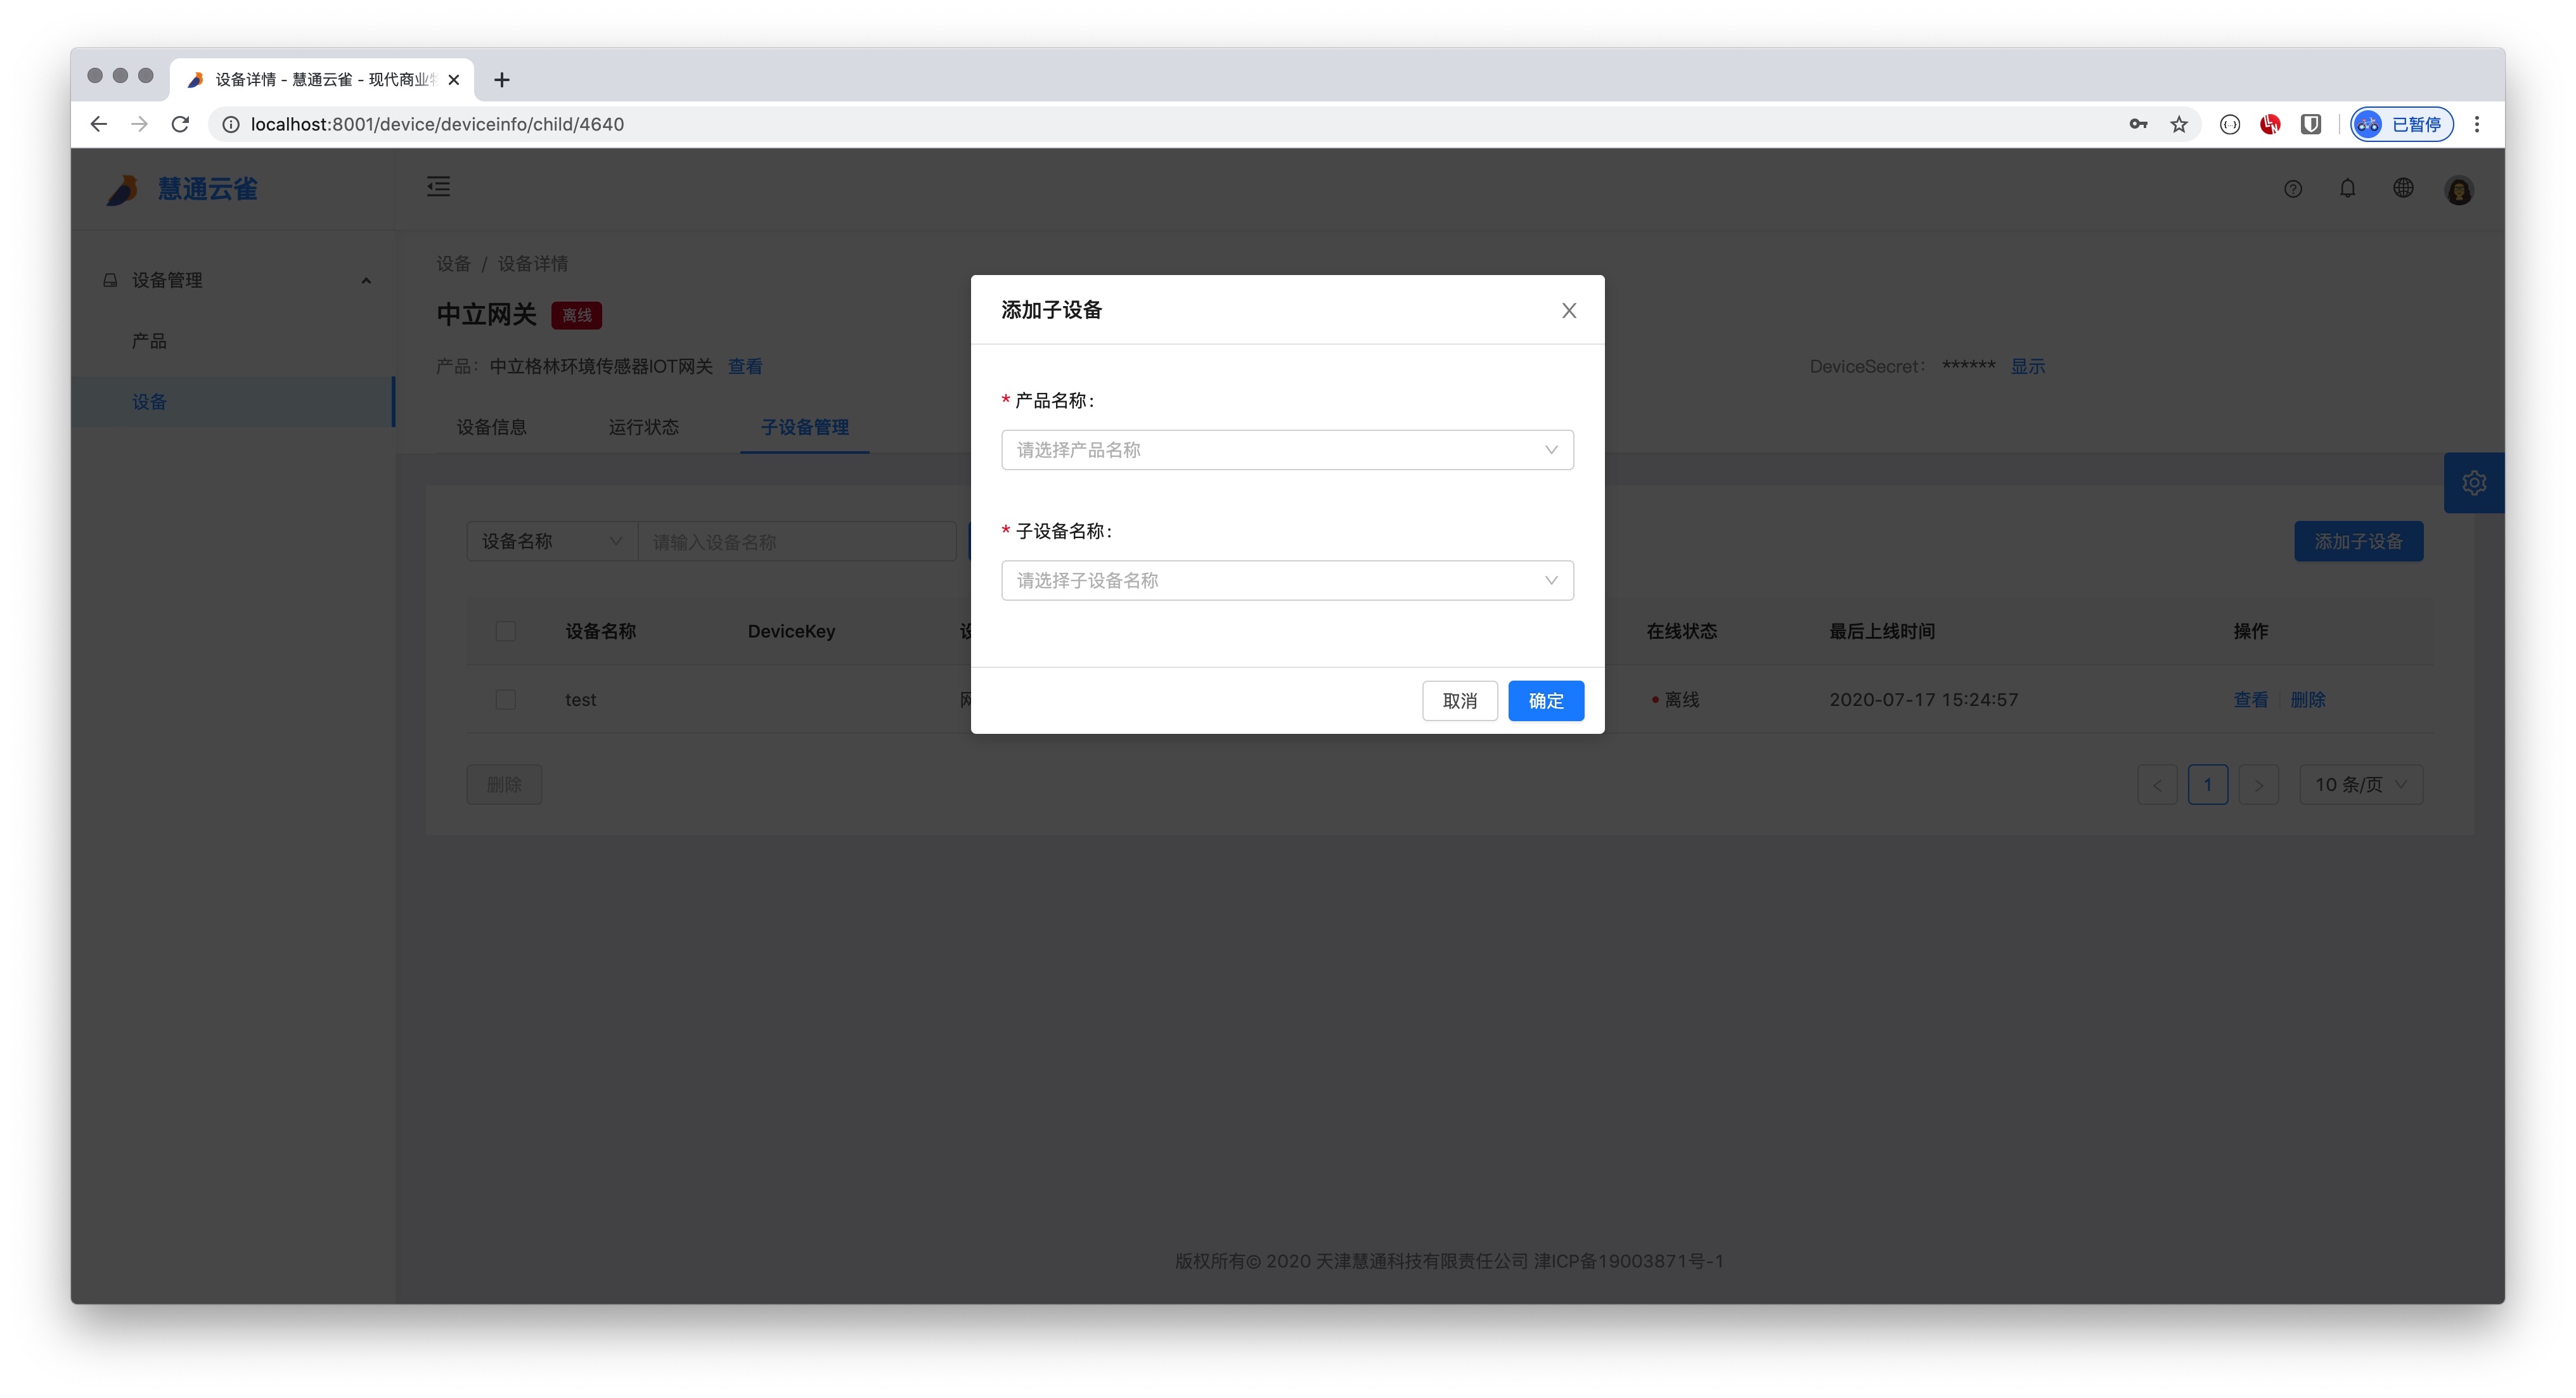 设备详情 - 慧通云雀 - 现代商业
localhost:8001/device/deviceinfo/child/4640
已暂停
慧通云雀
设备管理
产品
设备
设备 / 设备详情
中立网关 离线
产品： 中立格林环境传感器IOT网关 查看
DeviceSecret： ****** 显示
设备信息 运行状态 子设备管理
设备名称 请输入设备名称
添加子设备
设备名称 DeviceKey 在线状态 最后上线时间 操作
test 离线 2020-07-17 15:24:57 查看 删除
删除
< 1 > 10 条/页
添加子设备
* 产品名称：
请选择产品名称
* 子设备名称：
请选择子设备名称
取消 确定
版权所有© 2020 天津慧通科技有限责任公司 津ICP备19003871号-1